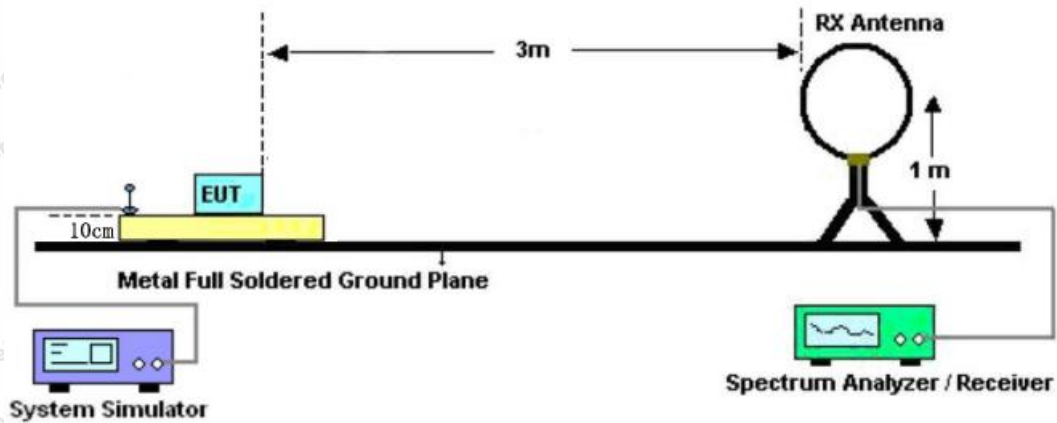 RX Antenna
3m
1 m
EUT
10cm
Metal Full Soldered Ground Plane
System Simulator
Spectrum Analyzer / Receiver